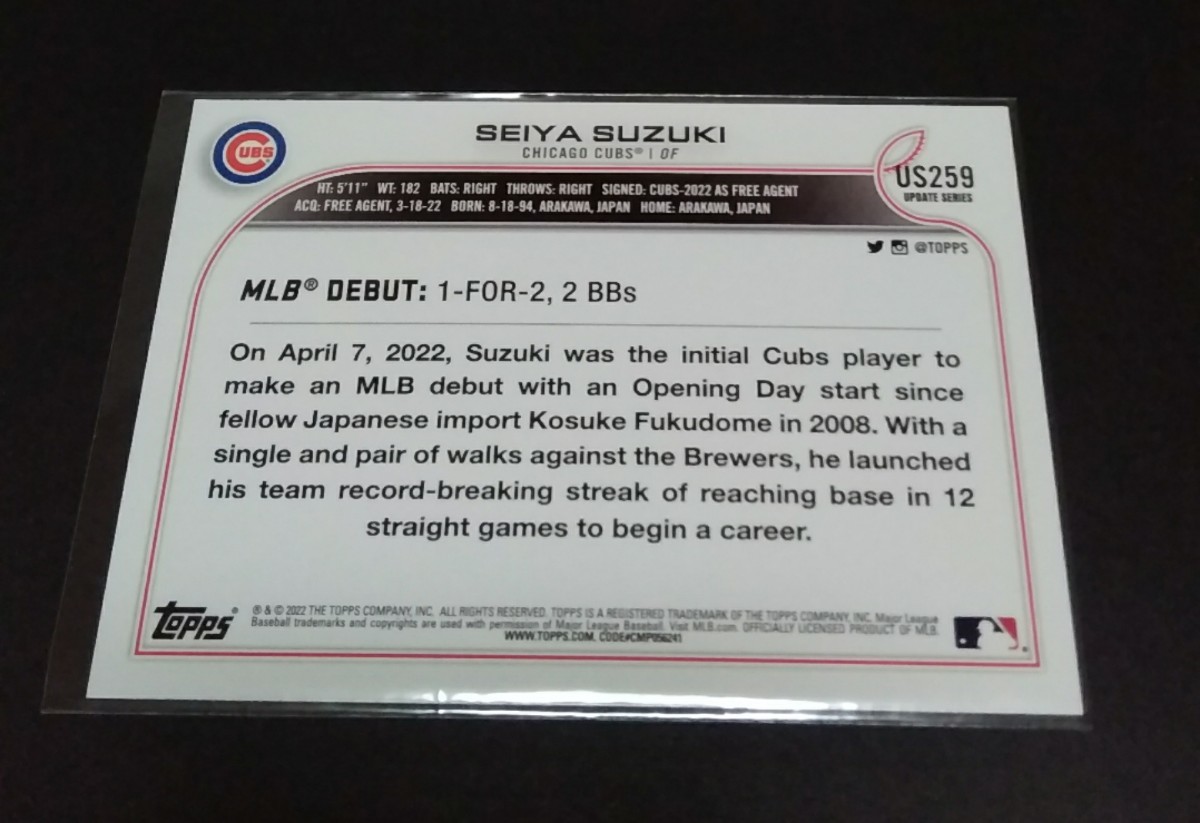 CUBS
SEIYA SUZUKI
CHICAGO CUBS® | OF
US259
UPDATE SERIES
HT: 5'11" WT: 182 BATS: RIGHT THROWS: RIGHT SIGNED: CUBS-2022 AS FREE AGENT
ACQ: FREE AGENT, 3-18-22 BORN: 8-18-94, ARAKAWA, JAPAN HOME: ARAKAWA, JAPAN
@TOPPS
MLB® DEBUT: 1-FOR-2, 2 BBs
On April 7, 2022, Suzuki was the initial Cubs player to
make an MLB debut with an Opening Day start since
fellow Japanese import Kosuke Fukudome in 2008. With a
single and pair of walks against the Brewers, he launched
his team record-breaking streak of reaching base in 12
straight games to begin a career.
Topps®
® & © 2022 THE TOPPS COMPANY, INC. ALL RIGHTS RESERVED. TOPPS IS A REGISTERED TRADEMARK OF THE TOPPS COMPANY, INC. Major League
Baseball trademarks and copyrights are used with permission of Major League Baseball. Visit MLB.com. OFFICIALLY LICENSED PRODUCT OF MLB.
WWW.TOPPS.COM. CODE#CMP056241